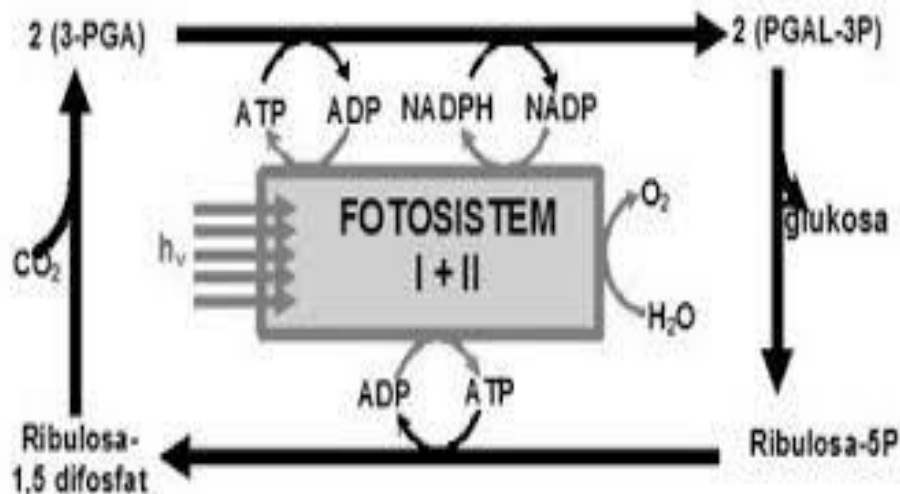 2 (3-PGA)
2 (PGAL-3P)
ATP
ADP
NADPH
NADP
FOTOSISTEM
I + II
hν
O₂
H₂O
CO₂
glukosa
ADP
ATP
Ribulosa-
1,5 difosfat
Ribulosa-5P